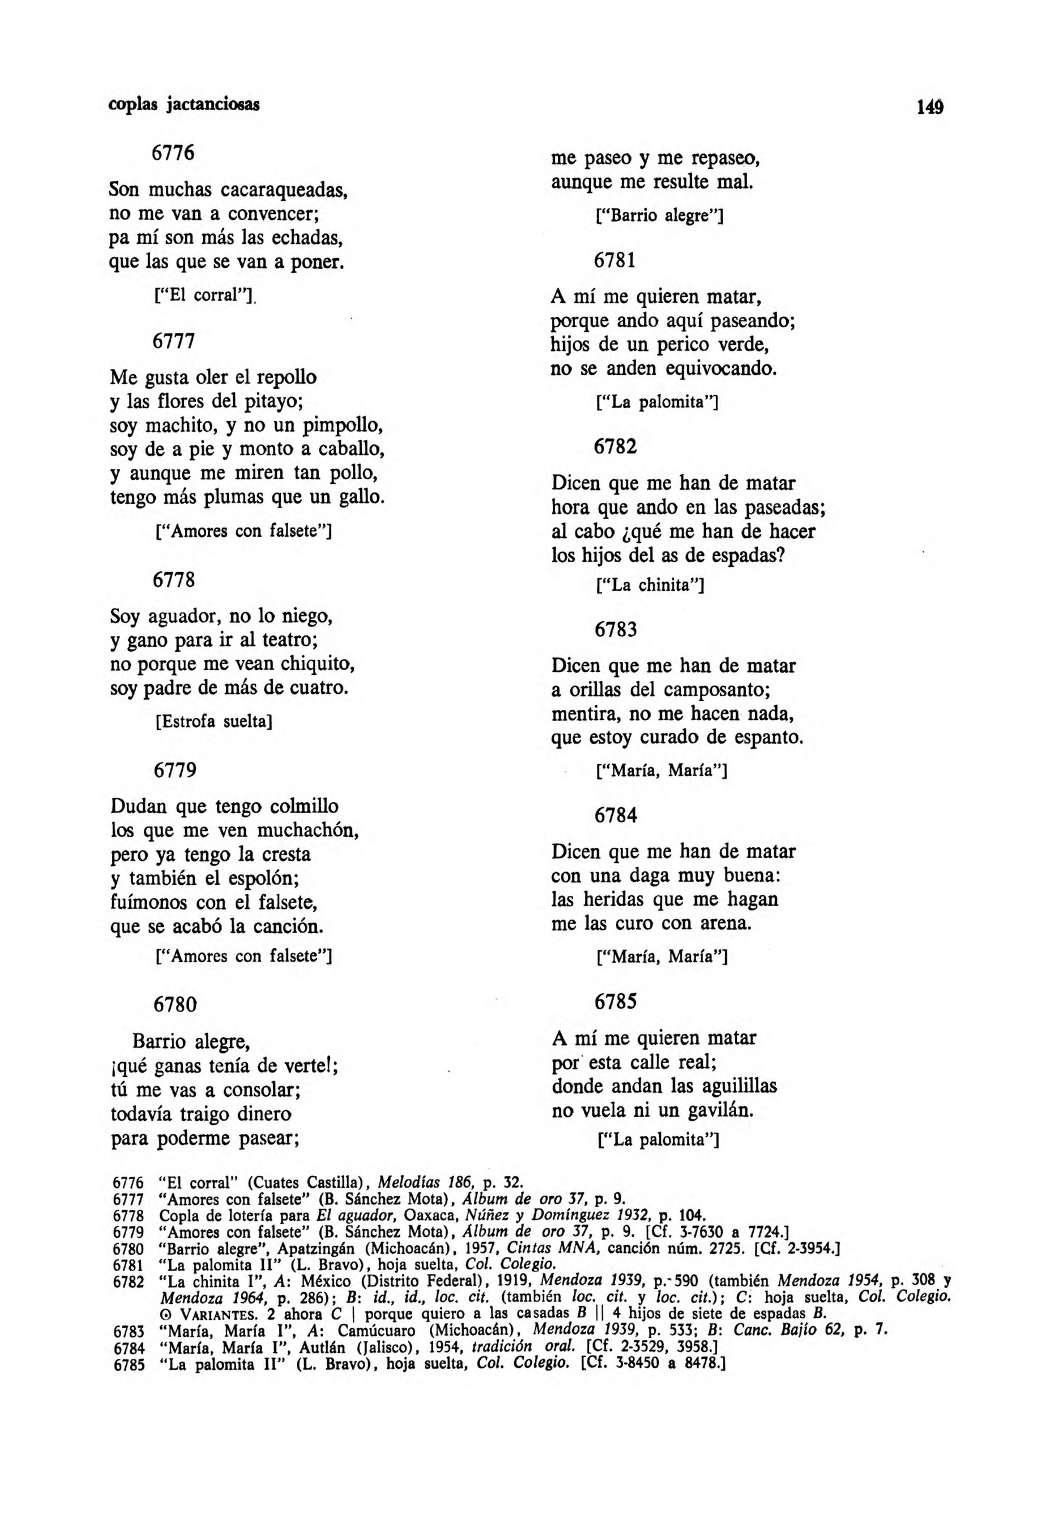 coplas jactanciosas
149
6776
Son muchas cacaraqueadas,
no me van a convencer;
pa mí son más las echadas,
que las que se van a poner.
["El corral"].
6777
Me gusta oler el repollo
y las flores del pitayo;
soy machito, y no un pimpollo,
soy de a pie y monto a caballo,
y aunque me miren tan pollo,
tengo más plumas que un gallo.
["Amores con falsete"]
6778
Soy aguador, no lo niego,
y gano para ir al teatro;
no porque me vean chiquito,
soy padre de más de cuatro.
[Estrofa suelta]
6779
Dudan que tengo colmillo
los que me ven muchachón,
pero ya tengo la cresta
y también el espolón;
fuímonos con el falsete,
que se acabó la canción.
["Amores con falsete"]
6780
Barrio alegre,
¡qué ganas tenía de verte!;
tú me vas a consolar;
todavía traigo dinero
para poderme pasear;
me paseo y me repaseo,
aunque me resulte mal.
["Barrio alegre"]
6781
A mí me quieren matar,
porque ando aquí paseando;
hijos de un perico verde,
no se anden equivocando.
["La palomita"]
6782
Dicen que me han de matar
hora que ando en las paseadas;
al cabo ¿qué me han de hacer
los hijos del as de espadas?
["La chinita"]
6783
Dicen que me han de matar
a orillas del camposanto;
mentira, no me hacen nada,
que estoy curado de espanto.
["María, María"]
6784
Dicen que me han de matar
con una daga muy buena:
las heridas que me hagan
me las curo con arena.
["María, María"]
6785
A mí me quieren matar
por esta calle real;
donde andan las aguilillas
no vuela ni un gavilán.
["La palomita"]
6776 "El corral" (Cuates Castilla), Melodías 186, p. 32.
6777 "Amores con falsete" (B. Sánchez Mota), Álbum de oro 37, p. 9.
6778 Copla de lotería para El aguador, Oaxaca, Núñez y Domínguez 1932, p. 104.
6779 "Amores con falsete" (B. Sánchez Mota), Álbum de oro 37, p. 9. [Cf. 3-7630 a 7724.]
6780 "Barrio alegre", Apatzingán (Michoacán), 1957, Cintas MNA, canción núm. 2725. [Cf. 2-3954.]
6781 "La palomita II" (L. Bravo), hoja suelta, Col. Colegio.
6782 "La chinita I", A: México (Distrito Federal), 1919, Mendoza 1939, p. 590 (también Mendoza 1954, p. 308 y
Mendoza 1964, p. 286); B: id., id., loc. cit. (también loc. cit. y loc. cit.); C: hoja suelta, Col. Colegio.
⊙ VARIANTES. 2 ahora C | porque quiero a las casadas B || 4 hijos de siete de espadas B.
6783 "María, María I", A: Camúcuaro (Michoacán), Mendoza 1939, p. 533; B: Canc. Bajío 62, p. 7.
6784 "María, María I", Autlán (Jalisco), 1954, tradición oral. [Cf. 2-3529, 3958.]
6785 "La palomita II" (L. Bravo), hoja suelta, Col. Colegio. [Cf. 3-8450 a 8478.]